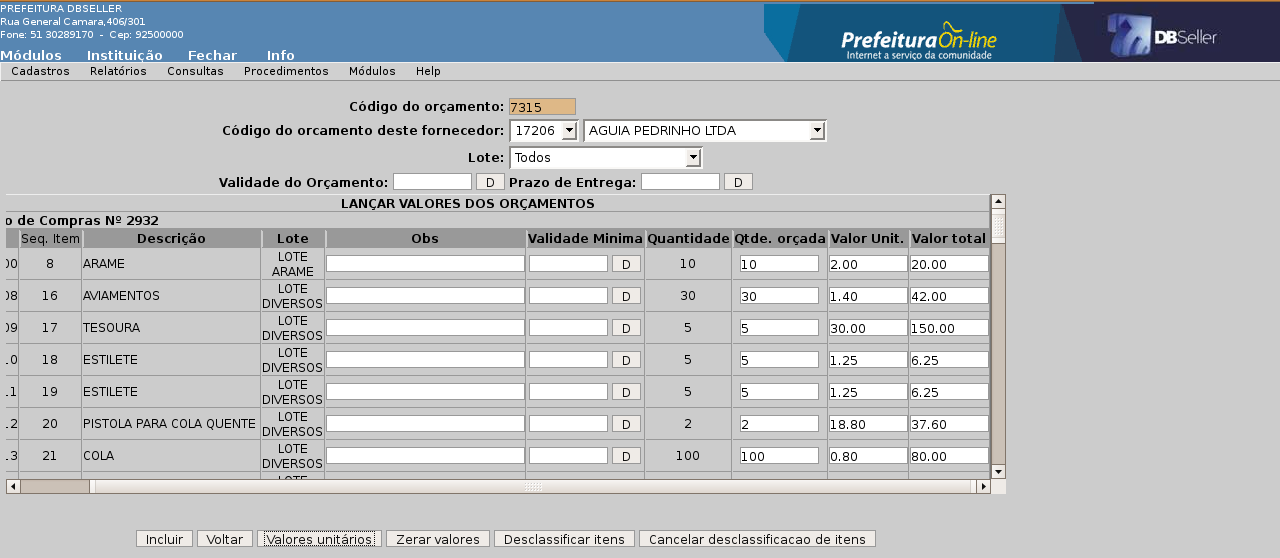 PREFEITURA DBSELLER
Rua General Camara,406/301
Fone: 51 30289170 - Cep: 92500000
Módulos Instituição Fechar Info
PrefeituraOn-line
Internet a serviço da comunidade
DBSeller
Cadastros Relatórios Consultas Procedimentos Módulos Help
Código do orçamento: 7315
Código do orcamento deste fornecedor: 17206 AGUIA PEDRINHO LTDA
Lote: Todos
Validade do Orçamento: D Prazo de Entrega: D
LANÇAR VALORES DOS ORÇAMENTOS
o de Compras Nº 2932
Seq. Item Descrição Lote Obs Validade Minima Quantidade Qtde. orçada Valor Unit. Valor total
00 8 ARAME LOTE ARAME D 10 10 2.00 20.00
08 16 AVIAMENTOS LOTE DIVERSOS D 30 30 1.40 42.00
09 17 TESOURA LOTE DIVERSOS D 5 5 30.00 150.00
10 18 ESTILETE LOTE DIVERSOS D 5 5 1.25 6.25
11 19 ESTILETE LOTE DIVERSOS D 5 5 1.25 6.25
12 20 PISTOLA PARA COLA QUENTE LOTE DIVERSOS D 2 2 18.80 37.60
13 21 COLA LOTE DIVERSOS D 100 100 0.80 80.00
LOTE
Incluir Voltar Valores unitários Zerar valores Desclassificar itens Cancelar desclassificacao de itens